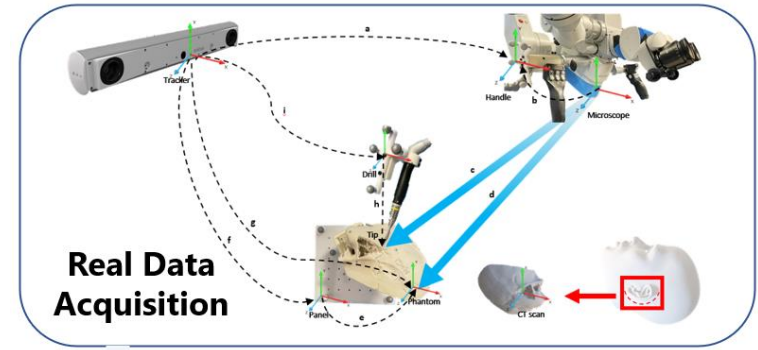 a
Tracker
Handle
b
Microscope
i
c
d
Drill
h
g
f
Tip
Real Data
Acquisition
Panel
e
Phantom
CT scan